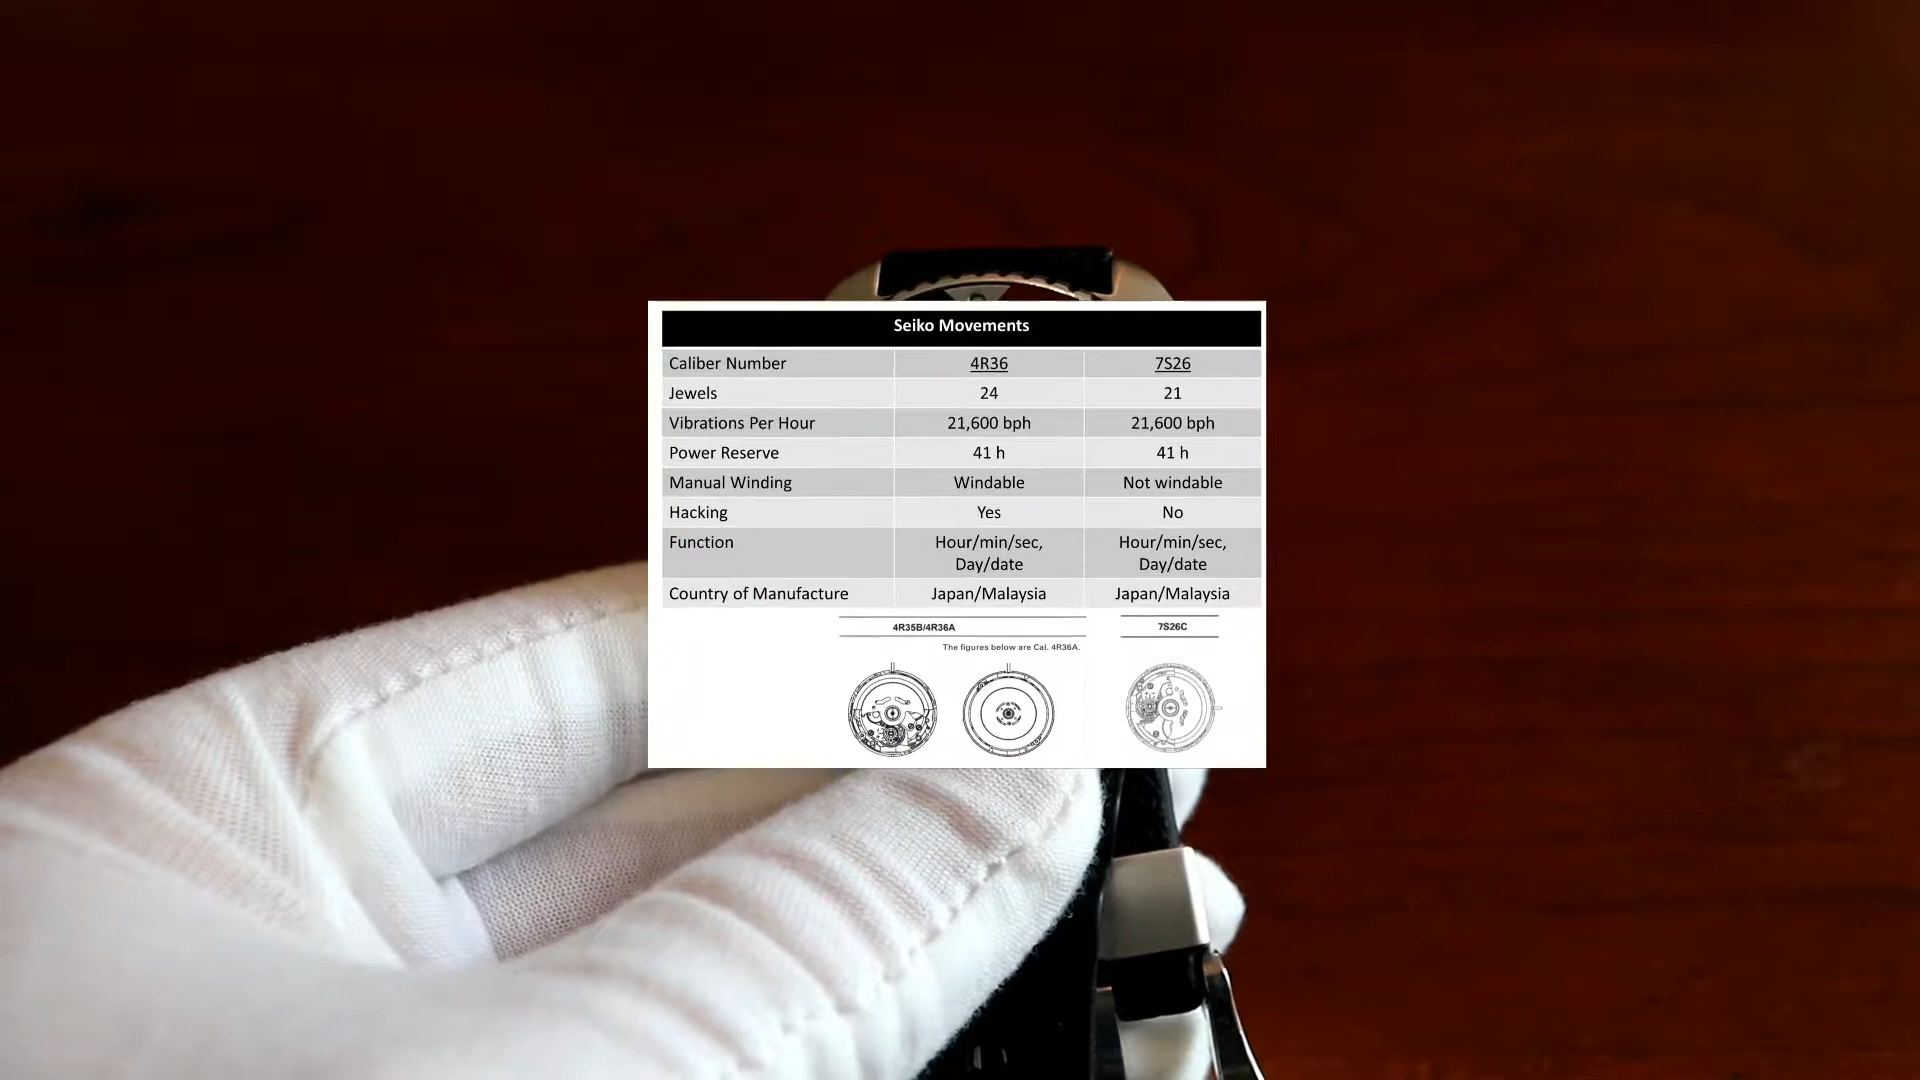 Seiko Movements
Caliber Number 4R36 7S26
Jewels 24 21
Vibrations Per Hour 21,600 bph 21,600 bph
Power Reserve 41 h 41 h
Manual Winding Windable Not windable
Hacking Yes No
Function Hour/min/sec, Day/date Hour/min/sec, Day/date
Country of Manufacture Japan/Malaysia Japan/Malaysia
4R35B/4R36A 7S26C
The figures below are Cal. 4R36A.